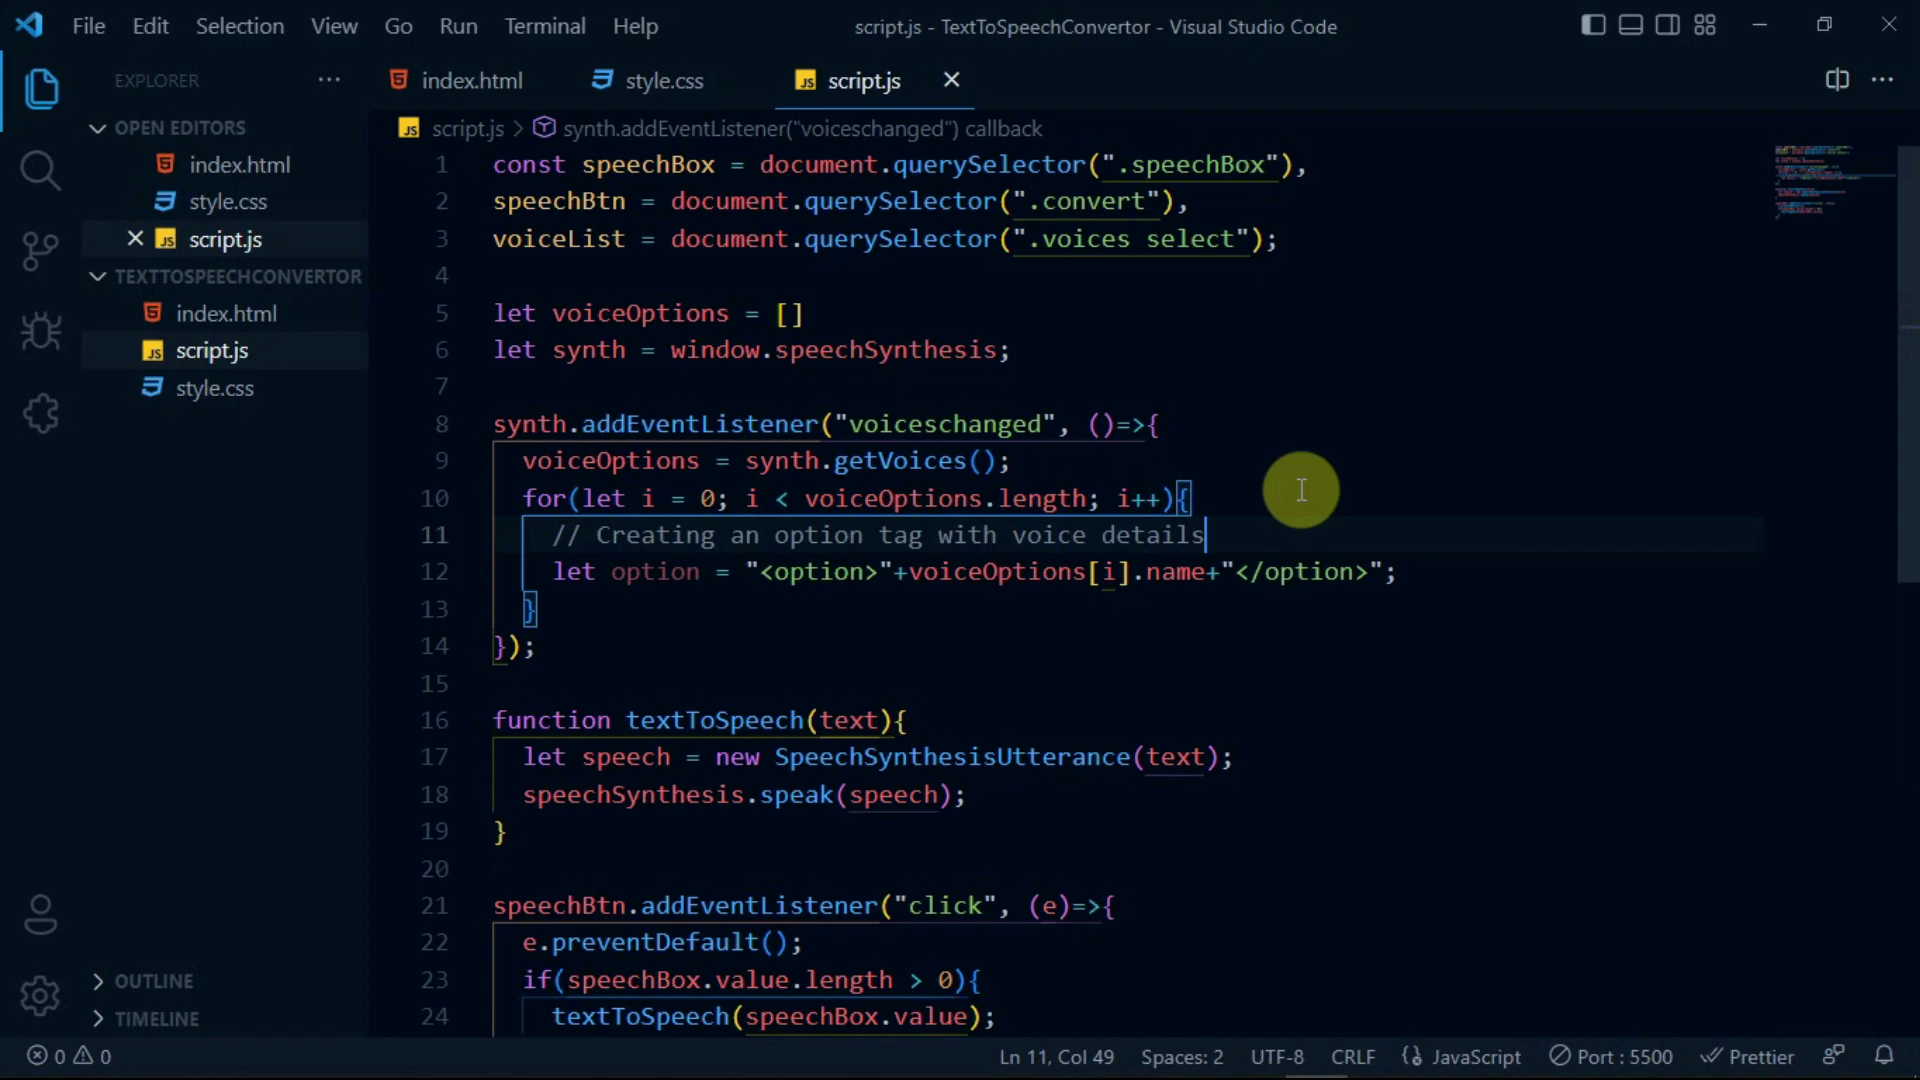 File Edit Selection View Go Run Terminal Help script.js - TextToSpeechConvertor - Visual Studio Code
EXPLORER
index.html style.css script.js
OPEN EDITORS
index.html
style.css
script.js
TEXTTOSPEECHCONVERTOR
index.html
script.js
style.css
OUTLINE
TIMELINE
script.js > synth.addEventListener("voiceschanged") callback
1 const speechBox = document.querySelector(".speechBox"),
2 speechBtn = document.querySelector(".convert"),
3 voiceList = document.querySelector(".voices select");
4
5 let voiceOptions = []
6 let synth = window.speechSynthesis;
7
8 synth.addEventListener("voiceschanged", ()=>{
9 voiceOptions = synth.getVoices();
10 for(let i = 0; i < voiceOptions.length; i++){
11 // Creating an option tag with voice details
12 let option = "<option>"+voiceOptions[i].name+"</option>";
13 }
14 });
15
16 function textToSpeech(text){
17 let speech = new SpeechSynthesisUtterance(text);
18 speechSynthesis.speak(speech);
19 }
20
21 speechBtn.addEventListener("click", (e)=>{
22 e.preventDefault();
23 if(speechBox.value.length > 0){
24 textToSpeech(speechBox.value);
0 0 Ln 11, Col 49 Spaces: 2 UTF-8 CRLF JavaScript Port : 5500 Prettier